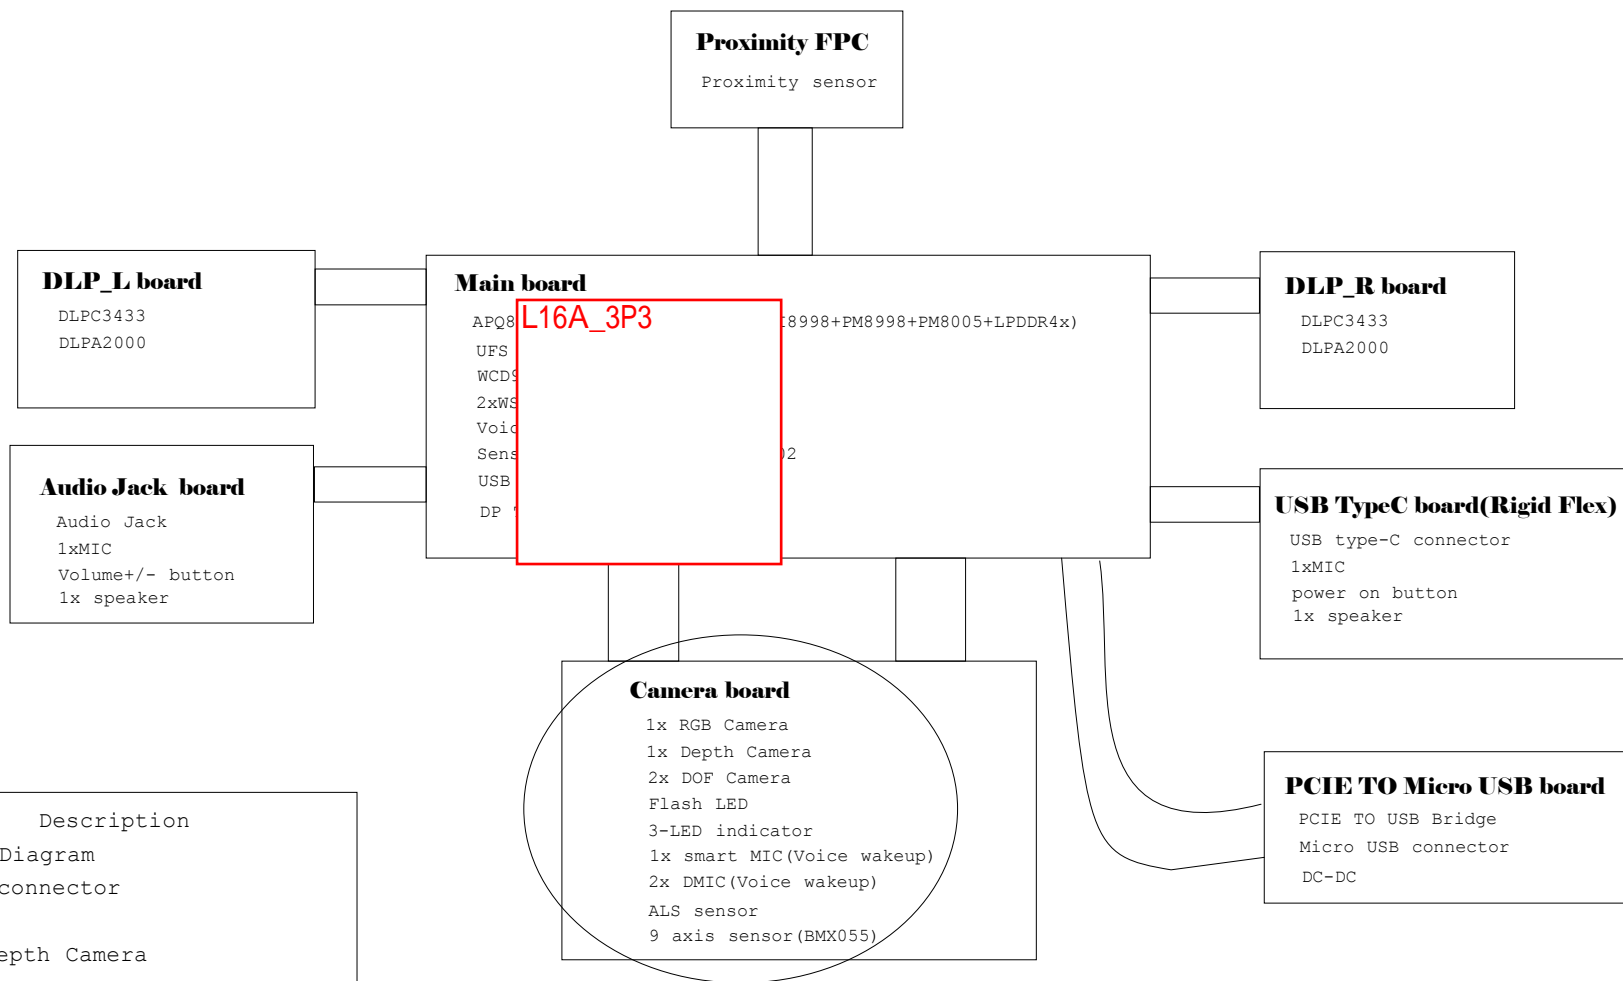 Proximity FPC
Proximity sensor
DLP_L board
DLPC3433
DLPA2000
Main board
L16A_3P3
8998+PM8998+PM8005+LPDDR4x)
UFS
USB
DP
DLP_R board
DLPC3433
DLPA2000
Audio Jack board
Audio Jack
1xMIC
Volume+/- button
1x speaker
USB TypeC board(Rigid Flex)
USB type-C connector
1xMIC
power on button
1x speaker
Camera board
1x RGB Camera
1x Depth Camera
2x DOF Camera
Flash LED
3-LED indicator
1x smart MIC(Voice wakeup)
2x DMIC(Voice wakeup)
ALS sensor
9 axis sensor(BMX055)
PCIE TO Micro USB board
PCIE TO USB Bridge
Micro USB connector
DC-DC
Description
Diagram
connector
Camera